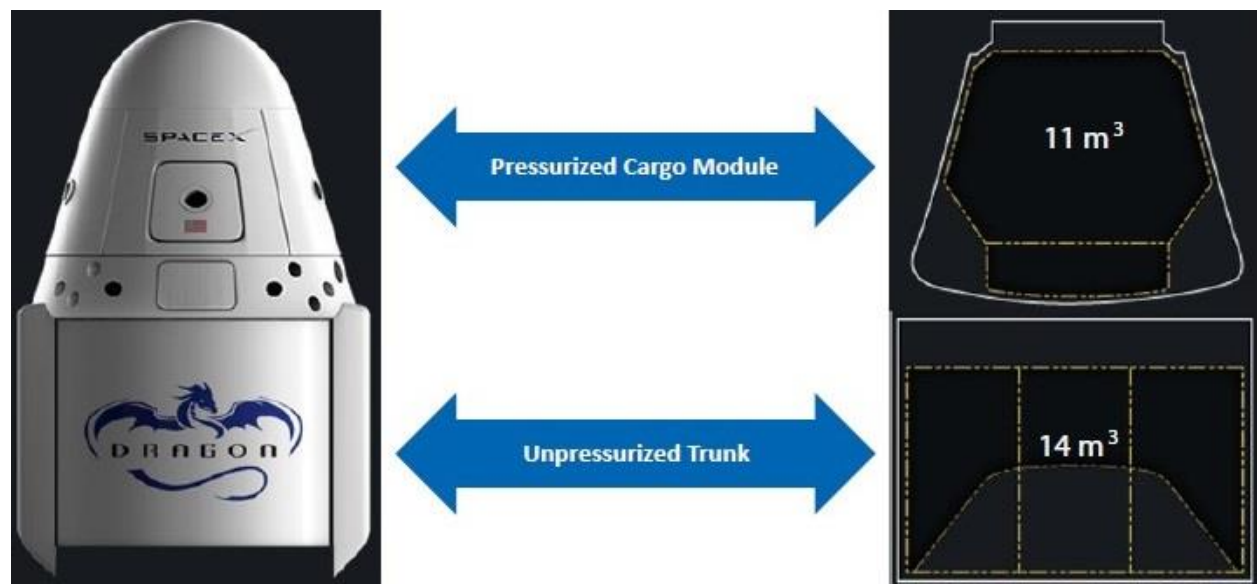 SPACEX
Pressurized Cargo Module
11 m³
DRAGON
Unpressurized Trunk
14 m³